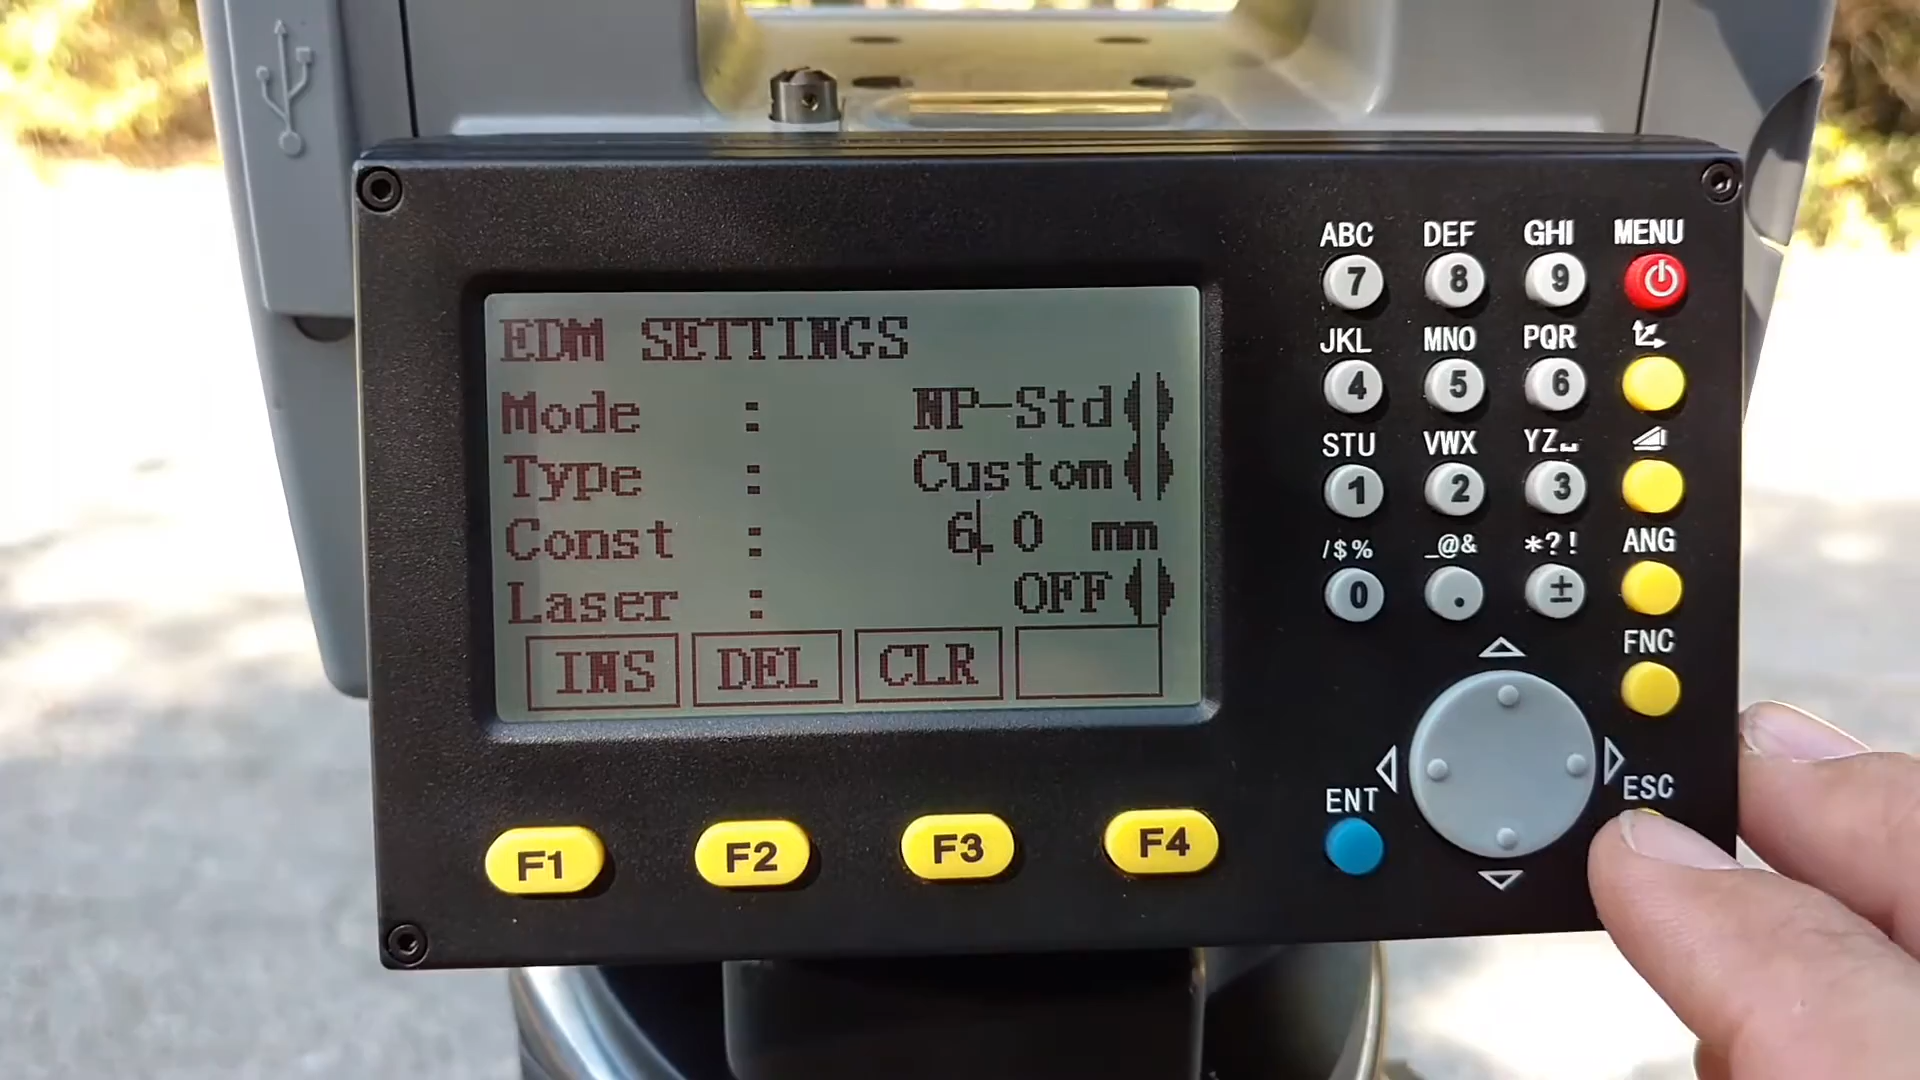 EDM SETTINGS
Mode : NP-Std
Type : Custom
Const : 6.0 mm
Laser : OFF
INS DEL CLR
F1 F2 F3 F4
ABC DEF GHI MENU
7 8 9
JKL MNO PQR
4 5 6
STU VWX YZ␣
1 2 3
/$% _@& *?! ANG
0 . ±
FNC
ENT ESC